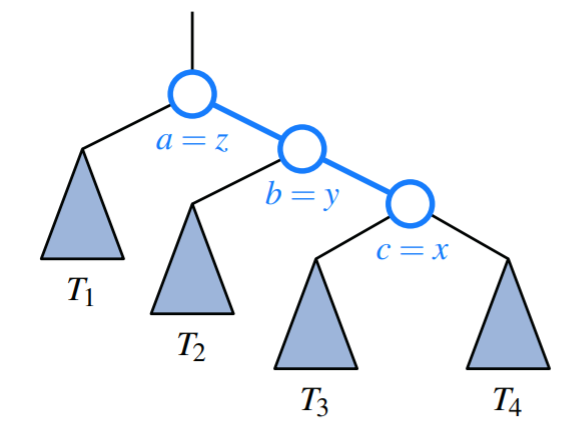 a = z
b = y
c = x
T₁
T₂
T₃
T₄